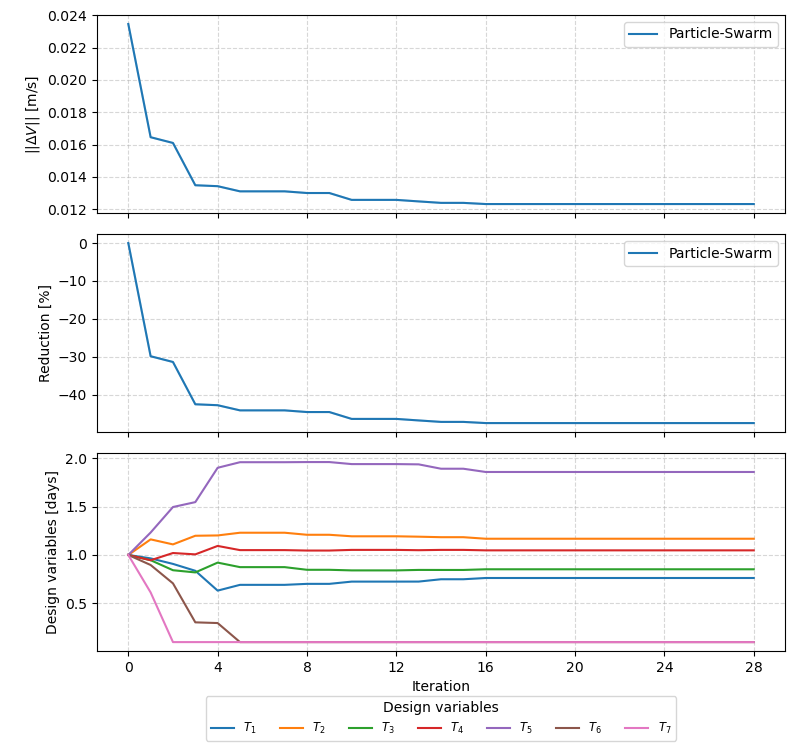 0.024
0.022
0.020
0.018
0.016
0.014
0.012
||ΔV|| [m/s]
Particle-Swarm
0
−10
−20
−30
−40
Reduction [%]
Particle-Swarm
2.0
1.5
1.0
0.5
Design variables [days]
0 4 8 12 16 20 24 28
Iteration
Design variables
T₁ T₂ T₃ T₄ T₅ T₆ T₇